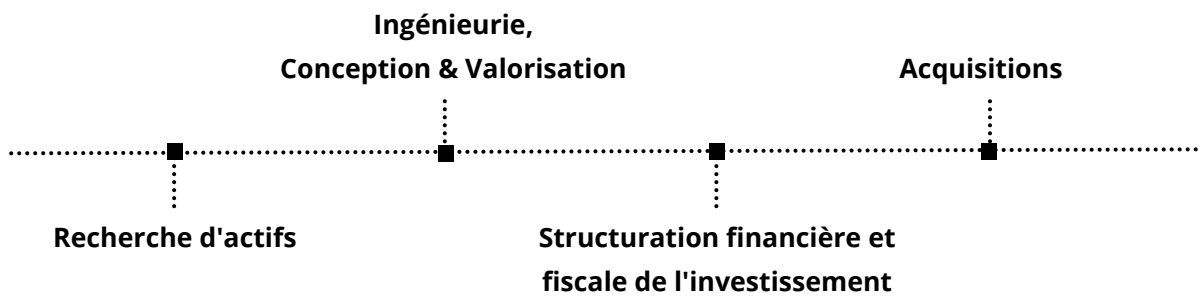 Ingénieurie,
Conception & Valorisation
Acquisitions
Recherche d'actifs
Structuration financière et
fiscale de l'investissement